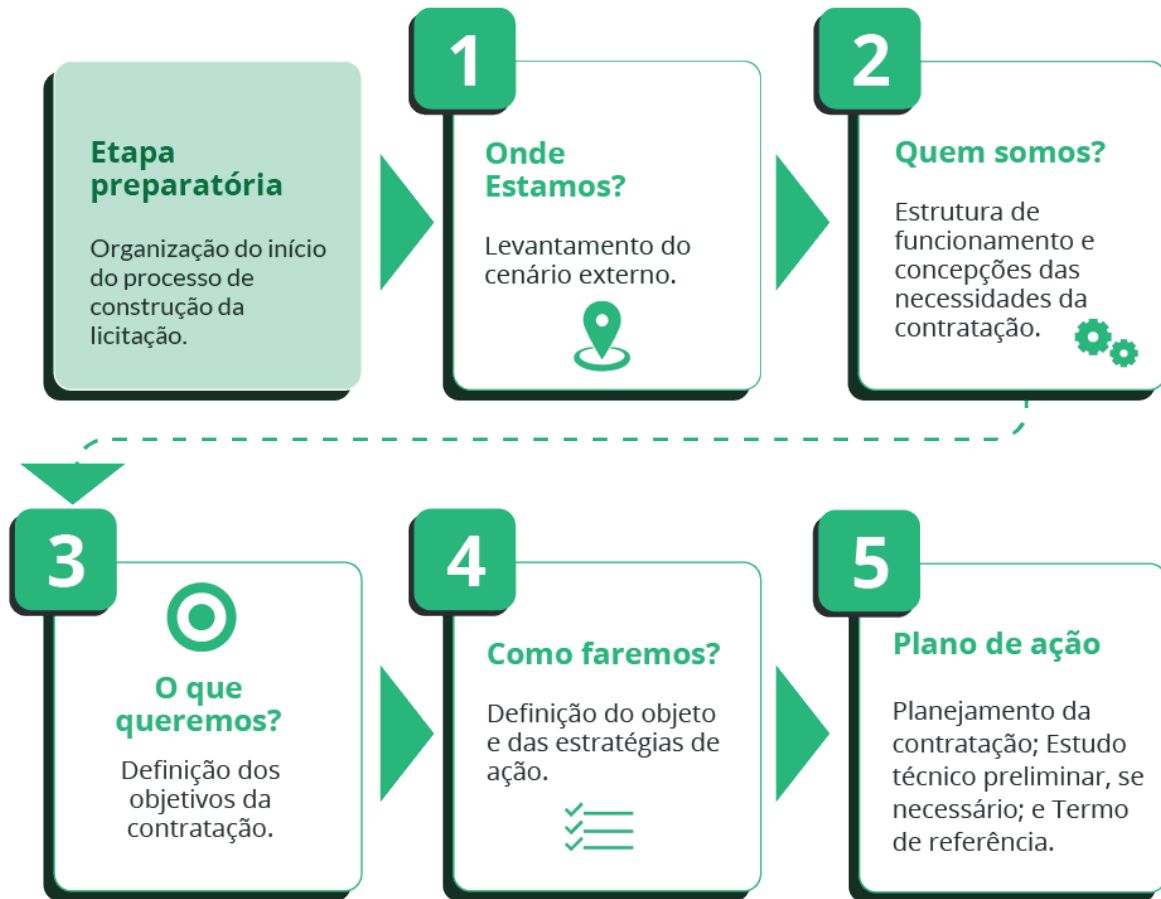 Etapa
preparatória
Organização do início
do processo de
construção da
licitação.
1
Onde
Estamos?
Levantamento do
cenário externo.
2
Quem somos?
Estrutura de
funcionamento e
concepções das
necessidades da
contratação.
3
O que
queremos?
Definição dos
objetivos da
contratação.
4
Como faremos?
Definição do objeto
e das estratégias de
ação.
5
Plano de ação
Planejamento da
contratação; Estudo
técnico preliminar, se
necessário; e Termo
de referência.